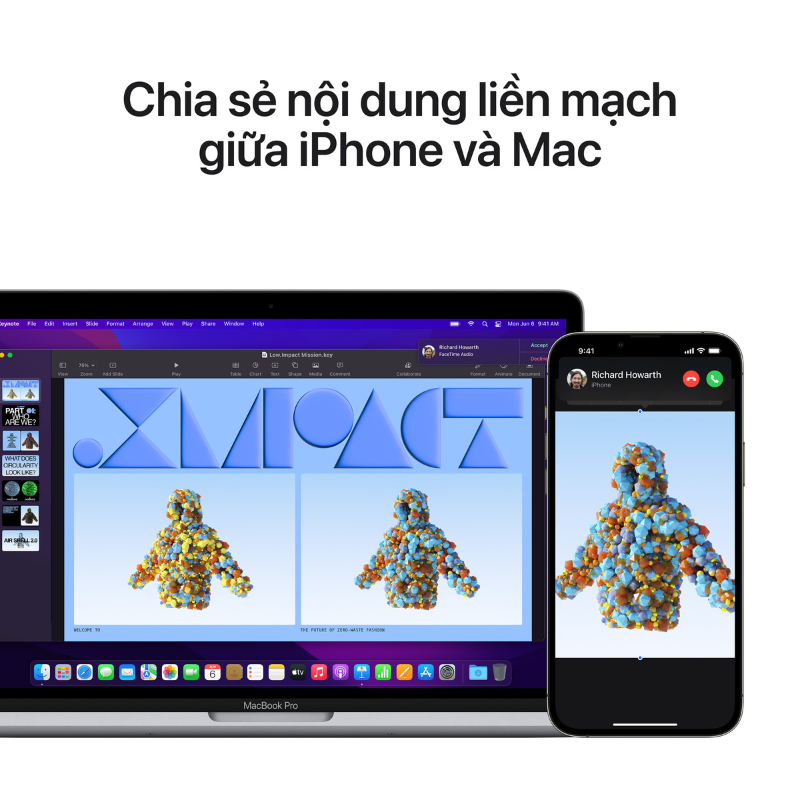 Chia sẻ nội dung liền mạch
giữa iPhone và Mac
Keynote File Edit Insert Slide Format Arrange View Play Share Window Help
Mon Jun 6 9:41 AM
Richard Howarth
FaceTime Audio
Accept
Decline
Low.Impact Mission.key
76%
View Zoom Add Slide Play Table Chart Text Shape Media Comment Collaborate Format Animate Document
PART 01:
WHO
ARE WE?
WHAT DOES
CIRCULARITY
LOOK LIKE?
AIR SHELL 2.0
.IMPACT
WELCOME TO
THE FUTURE OF ZERO-WASTE FASHION
6
tv
MacBook Pro
9:41
Richard Howarth
iPhone